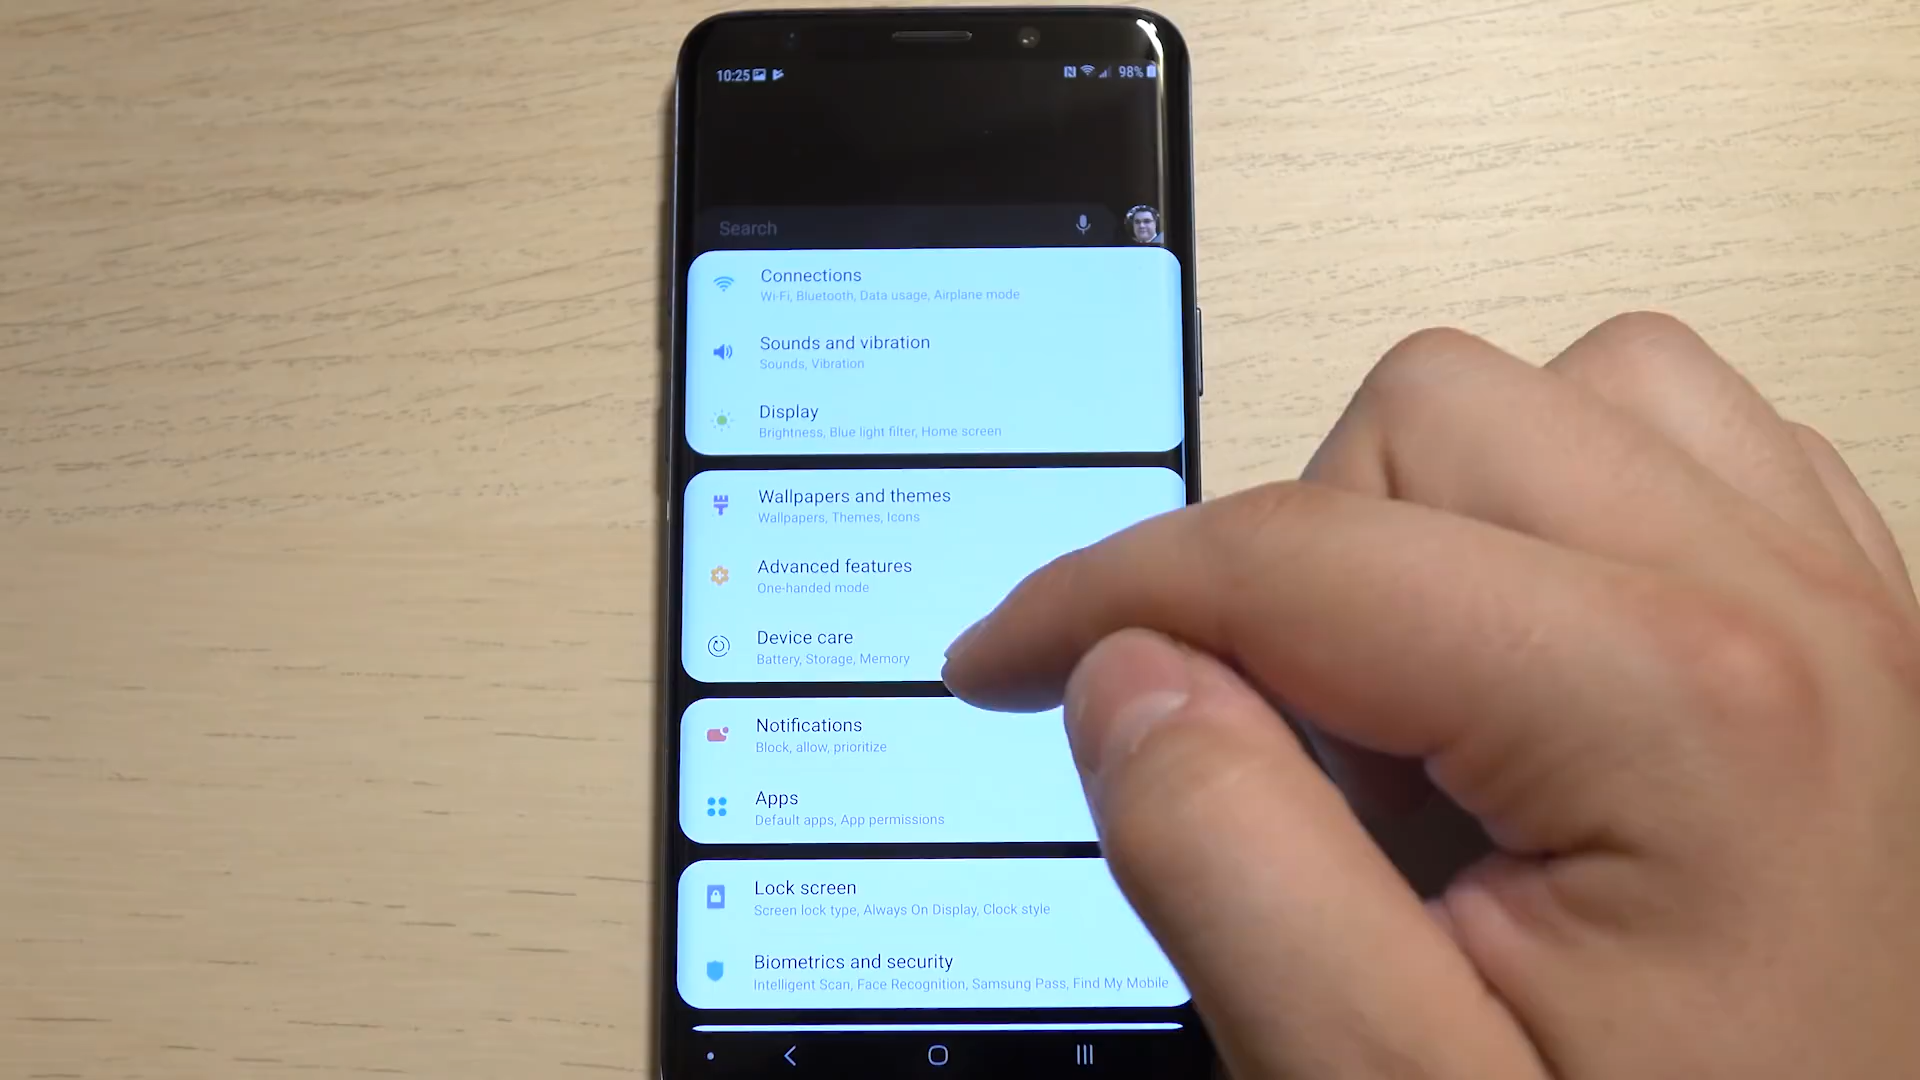 10:25
98%
Search
Connections
Wi-Fi, Bluetooth, Data usage, Airplane mode
Sounds and vibration
Sounds, Vibration
Display
Brightness, Blue light filter, Home screen
Wallpapers and themes
Wallpapers, Themes, Icons
Advanced features
One-handed mode
Device care
Battery, Storage, Memory
Notifications
Block, allow, prioritize
Apps
Default apps, App permissions
Lock screen
Screen lock type, Always On Display, Clock style
Biometrics and security
Intelligent Scan, Face Recognition, Samsung Pass, Find My Mobile